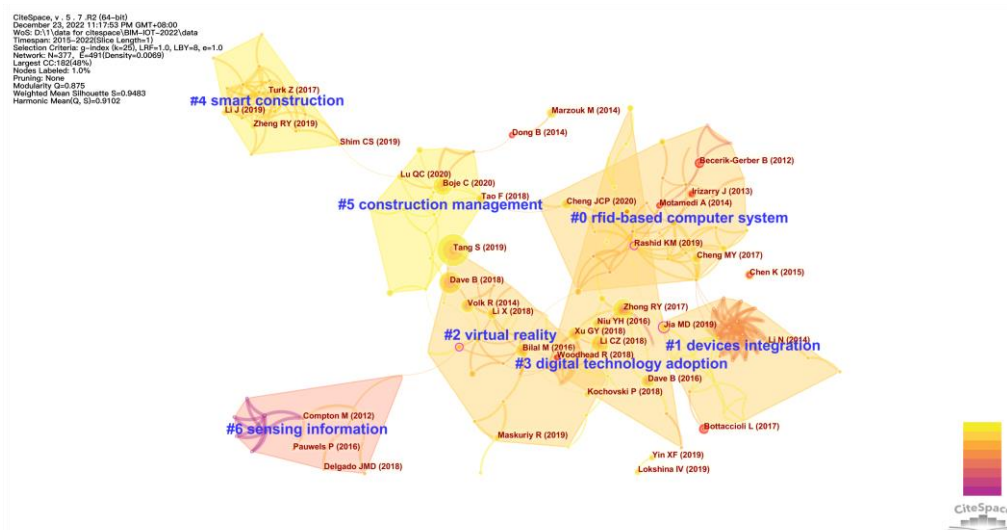 CiteSpace, v . 5 . 7 .R2 (64-bit)
December 23, 2022 11:17:53 PM GMT+08:00
WoS: D:\1\data for citespace\BIM-IOT-2022\data
Timespan: 2015-2022(Slice Length=1)
Selection Criteria: g-index (k=25), LRF=1.0, LBY=8, e=1.0
Network: N=377, E=491(Density=0.0069)
Largest CC:182(48%)
Nodes Labeled: 1.0%
Pruning: None
Modularity Q=0.875
Weighted Mean Silhouette S=0.9483
Harmonic Mean(Q, S)=0.9102
Turk Z (2017)
#4 smart construction
Li J (2019)
Zheng RY (2019)
Shim CS (2019)
Marzouk M (2014)
Dong B (2014)
Becerik-Gerber B (2012)
Lu QC (2020)
Boje C (2020)
Tao F (2018)
#5 construction management
Irizarry J (2013)
Cheng JCP (2020)
Motamedi A (2014)
#0 rfid-based computer system
Tang S (2019)
Rashid KM (2019)
Cheng MY (2017)
Chen K (2015)
Dave B (2018)
Volk R (2014)
Li X (2018)
Zhong RY (2017)
Niu YH (2016)
Jia MD (2019)
#2 virtual reality
Xu GY (2018)
Li CZ (2018)
Li N (2014)
#1 devices integration
Bilal M (2016)
Woodhead R (2018)
#3 digital technology adoption
Dave B (2016)
Kochovski P (2018)
Compton M (2012)
#6 sensing information
Bottaccioli L (2017)
Maskuriy R (2019)
Pauwels P (2016)
Yin XF (2019)
Delgado JMD (2018)
Lokshina IV (2019)
CiteSpac